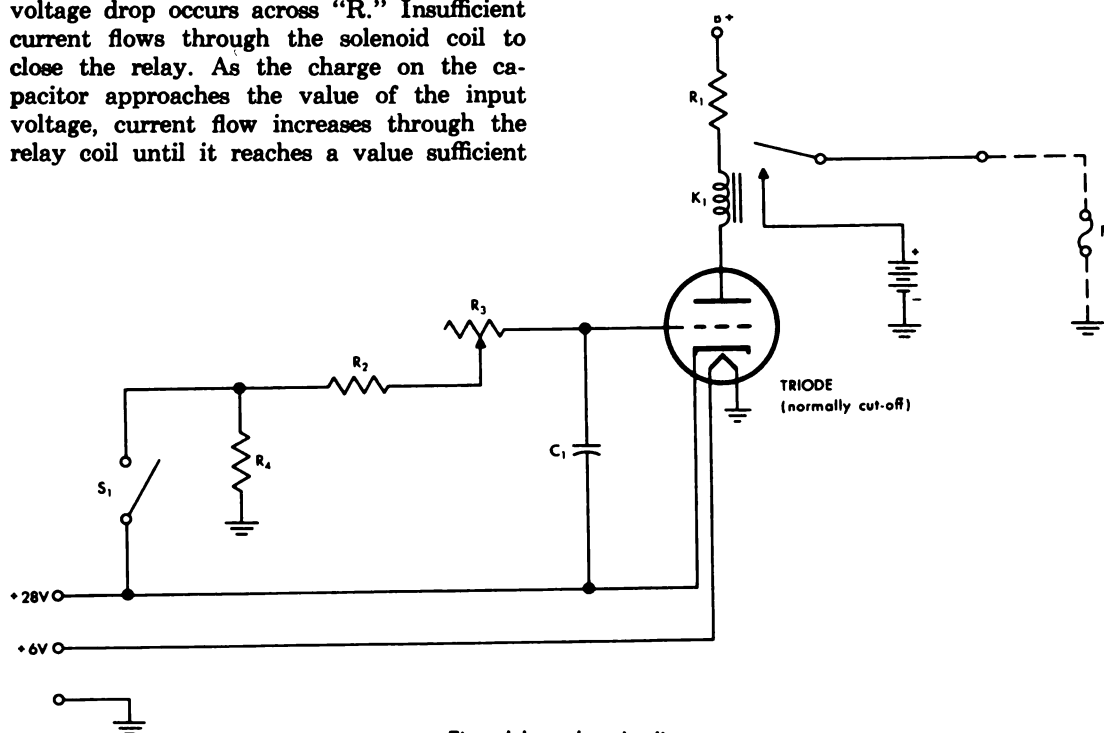 voltage drop occurs across “R.” Insufficient
current flows through the solenoid coil to
close the relay. As the charge on the ca-
pacitor approaches the value of the input
voltage, current flow increases through the
relay coil until it reaches a value sufficient
B+
R₁
K₁
+
−
R₃
R₂
TRIODE
(normally cut-off)
C₁
R₄
S₁
+28V
+6V